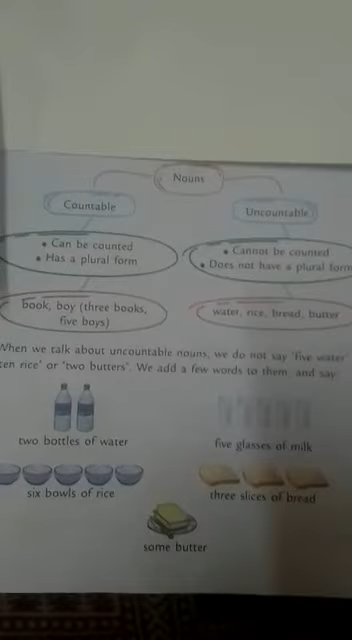 Nouns
Countable
Uncountable
• Can be counted
• Has a plural form
• Cannot be counted
• Does not have a plural form
book, boy (three books,
five boys)
water, rice, bread, butter
When we talk about uncountable nouns, we do not say 'five water'
ten rice' or 'two butters'. We add a few words to them and say
two bottles of water
five glasses of milk
six bowls of rice
three slices of bread
some butter